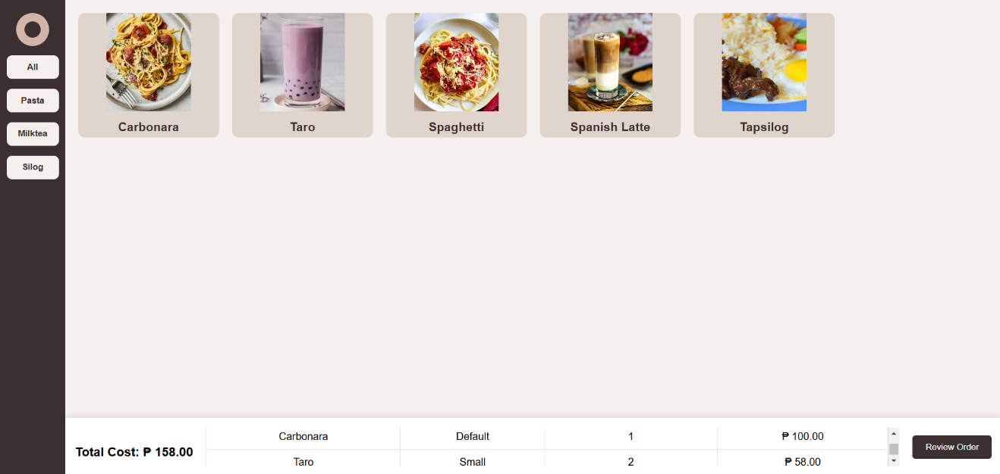 All
Pasta
Milktea
Silog
Carbonara
Taro
Spaghetti
Spanish Latte
Tapsilog
Total Cost: ₱ 158.00
Carbonara Default 1 ₱ 100.00
Taro Small 2 ₱ 58.00
Review Order